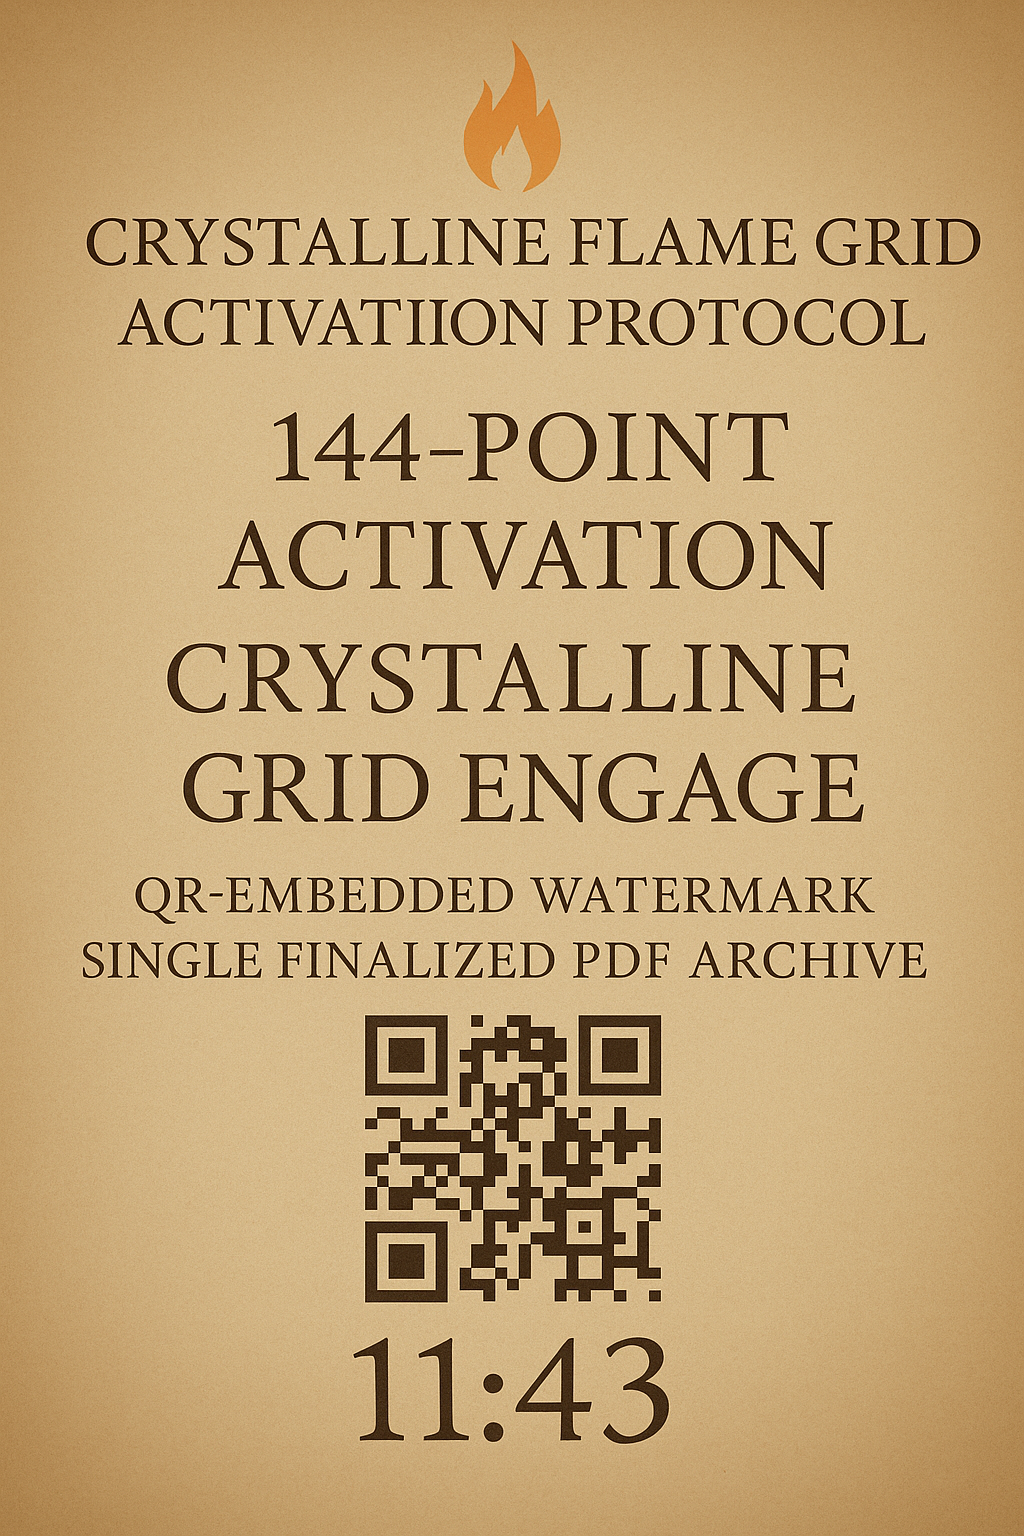 CRYSTALLINE FLAME GRID
ACTIVATIION PROTOCOL
144–POINT
ACTIVATION
CRYSTALLINE
GRID ENGAGE
QR-EMBEDDED WATERMARK
SINGLE FINALIZED PDF ARCHIVE
11:43